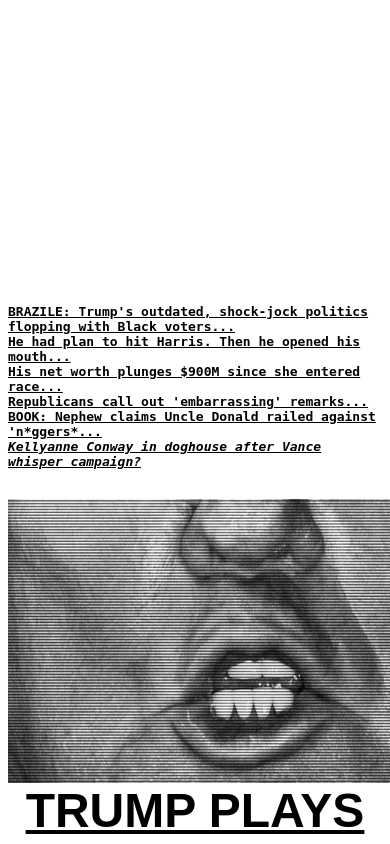 BRAZILE: Trump's outdated, shock-jock politics
flopping with Black voters...
He had plan to hit Harris. Then he opened his
mouth...
His net worth plunges $900M since she entered
race...
Republicans call out 'embarrassing' remarks...
BOOK: Nephew claims Uncle Donald railed against
'n*ggers*...
Kellyanne Conway in doghouse after Vance
whisper campaign?
TRUMP PLAYS